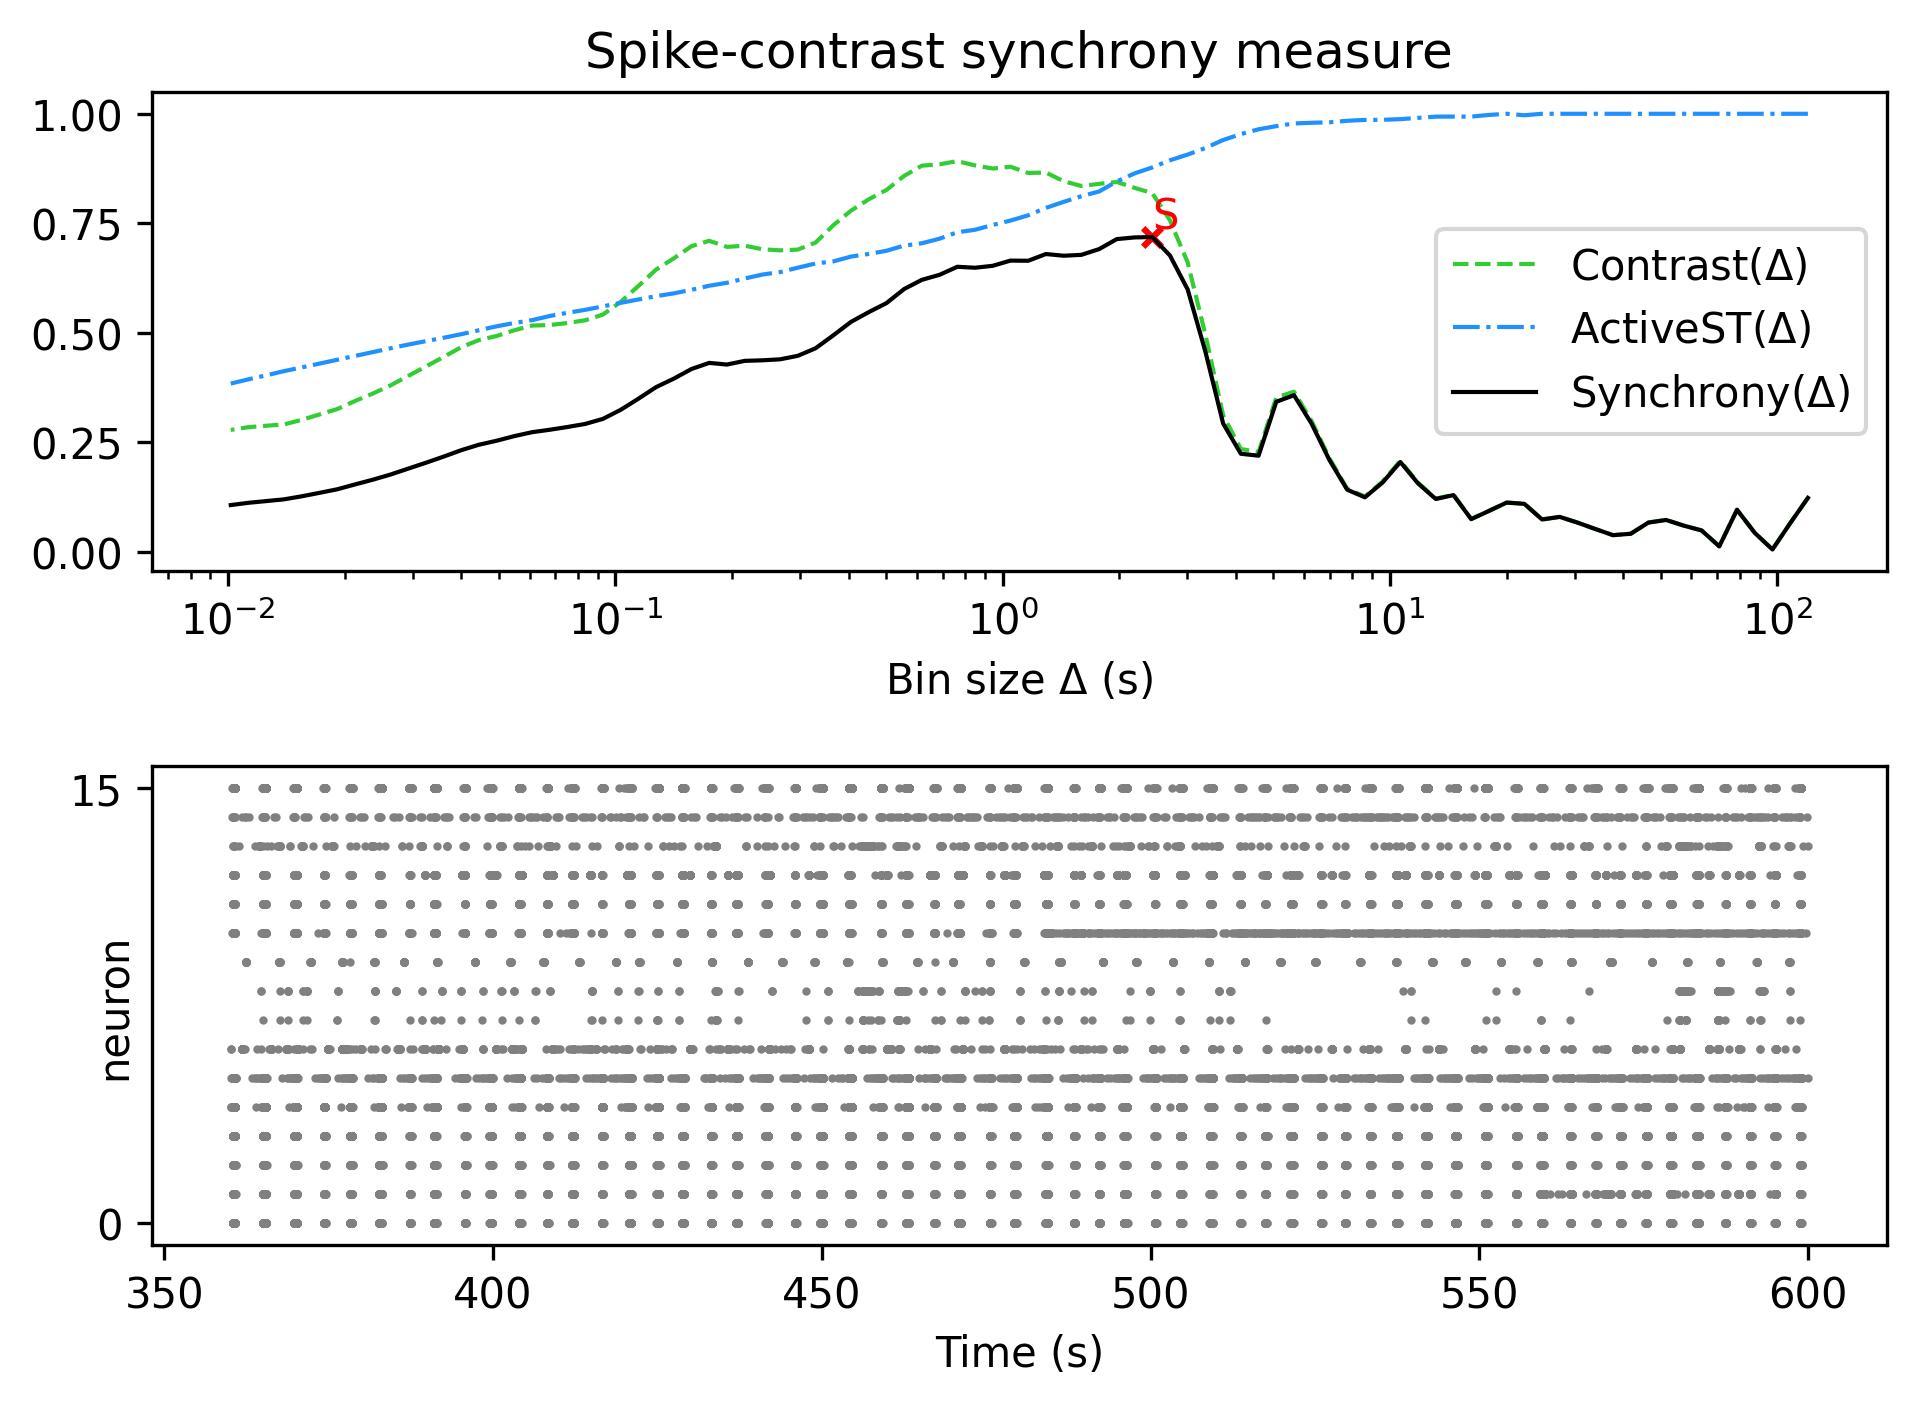 Spike-contrast synchrony measure
1.00
0.75
0.50
0.25
0.00
S
Contrast(Δ)
ActiveST(Δ)
Synchrony(Δ)
10⁻² 10⁻¹ 10⁰ 10¹ 10²
Bin size Δ (s)
15
neuron
0
350 400 450 500 550 600
Time (s)